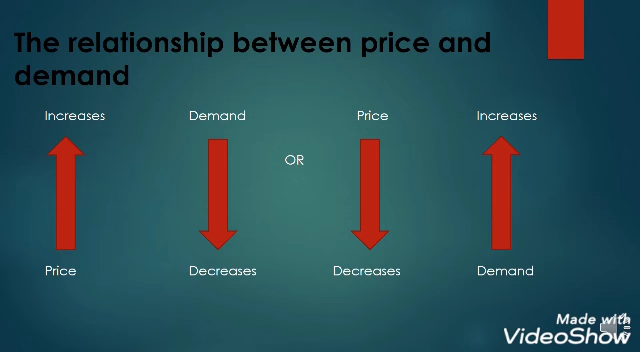 The relationship between price and
demand
Increases Demand Price Increases
OR
Price Decreases Decreases Demand
Made with
VideoShow